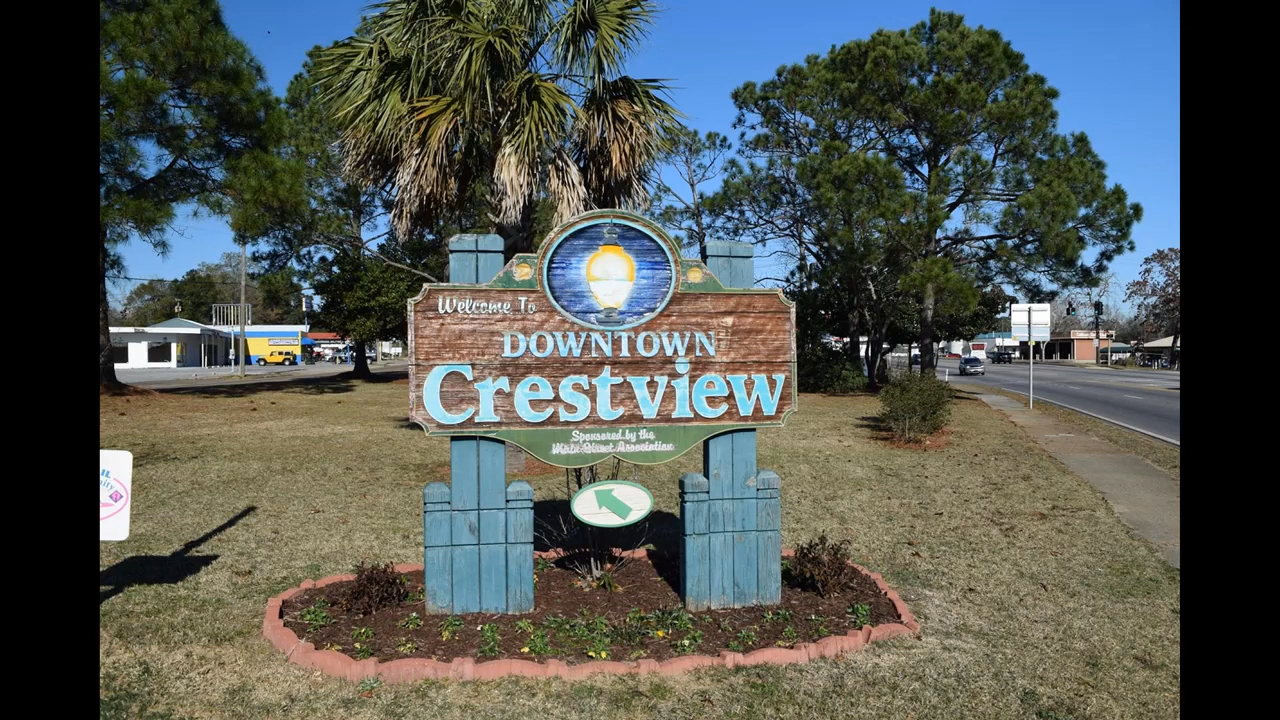 Welcome To
DOWNTOWN
Crestview
Sponsored by the
Main Street Association